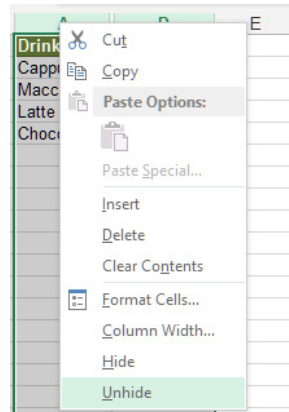 E
Drink
Capp
Macc
Latte
Choco
Cut
Copy
Paste Options:
Paste Special...
Insert
Delete
Clear Contents
Format Cells...
Column Width...
Hide
Unhide